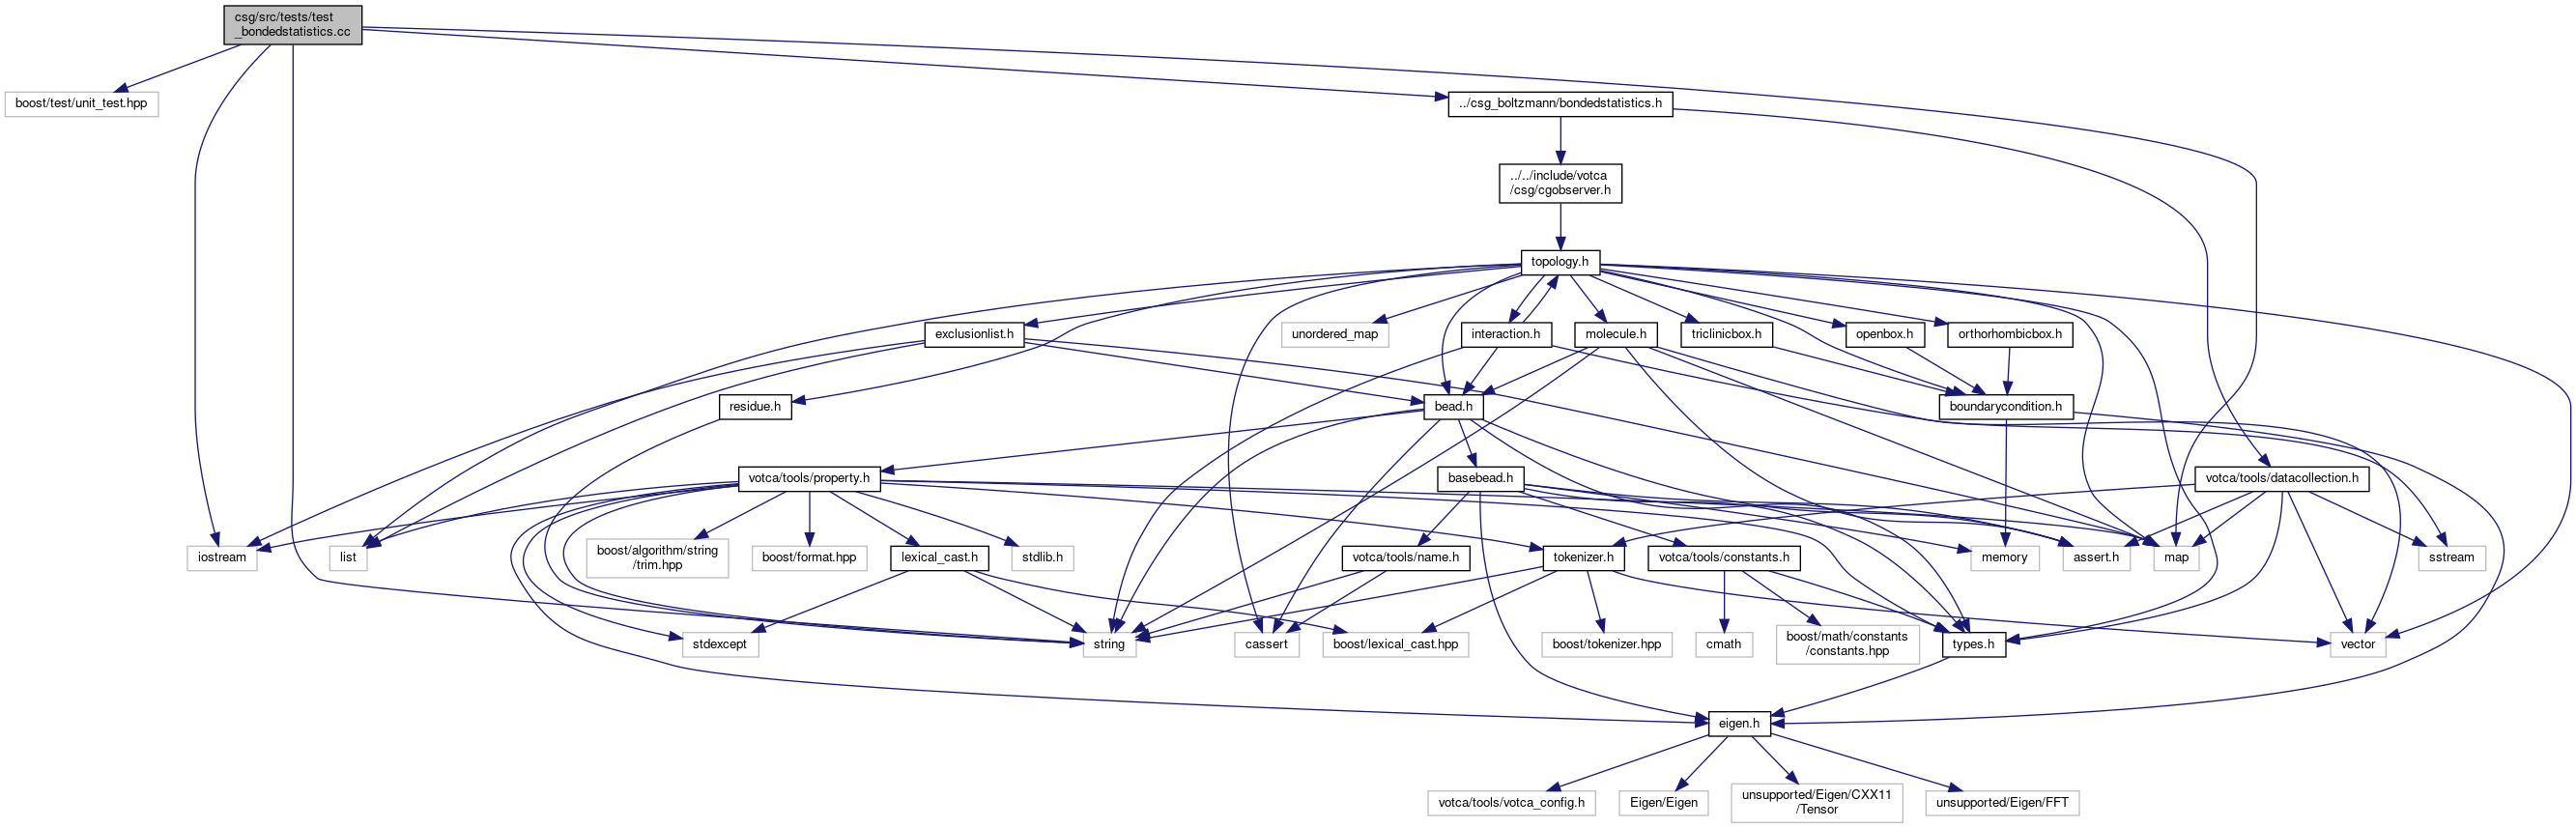 csg/src/tests/test
_bondedstatistics.cc
boost/test/unit_test.hpp
../csg_boltzmann/bondedstatistics.h
../../include/votca
/csg/cgobserver.h
topology.h
exclusionlist.h
unordered_map
interaction.h
molecule.h
triclinicbox.h
openbox.h
orthorhombicbox.h
residue.h
bead.h
boundarycondition.h
votca/tools/property.h
basebead.h
votca/tools/datacollection.h
iostream
list
boost/algorithm/string
/trim.hpp
boost/format.hpp
lexical_cast.h
stdlib.h
votca/tools/name.h
tokenizer.h
votca/tools/constants.h
memory
assert.h
map
sstream
stdexcept
string
cassert
boost/lexical_cast.hpp
boost/tokenizer.hpp
cmath
boost/math/constants
/constants.hpp
types.h
vector
eigen.h
votca/tools/votca_config.h
Eigen/Eigen
unsupported/Eigen/CXX11
/Tensor
unsupported/Eigen/FFT